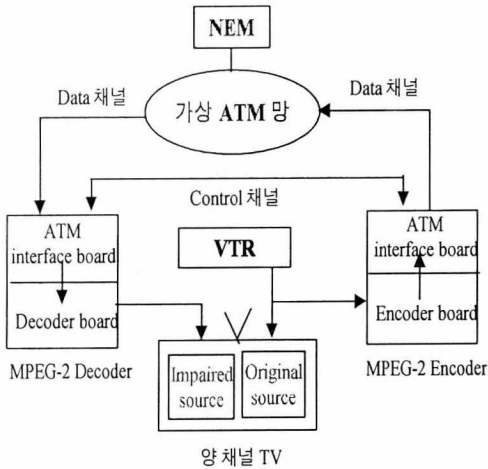 NEM
Data 채널
가상 ATM 망
Data 채널
Control 채널
ATM
interface board
Decoder board
MPEG-2 Decoder
VTR
ATM
interface board
Encoder board
MPEG-2 Encoder
Impaired
source
Original
source
양 채널 TV